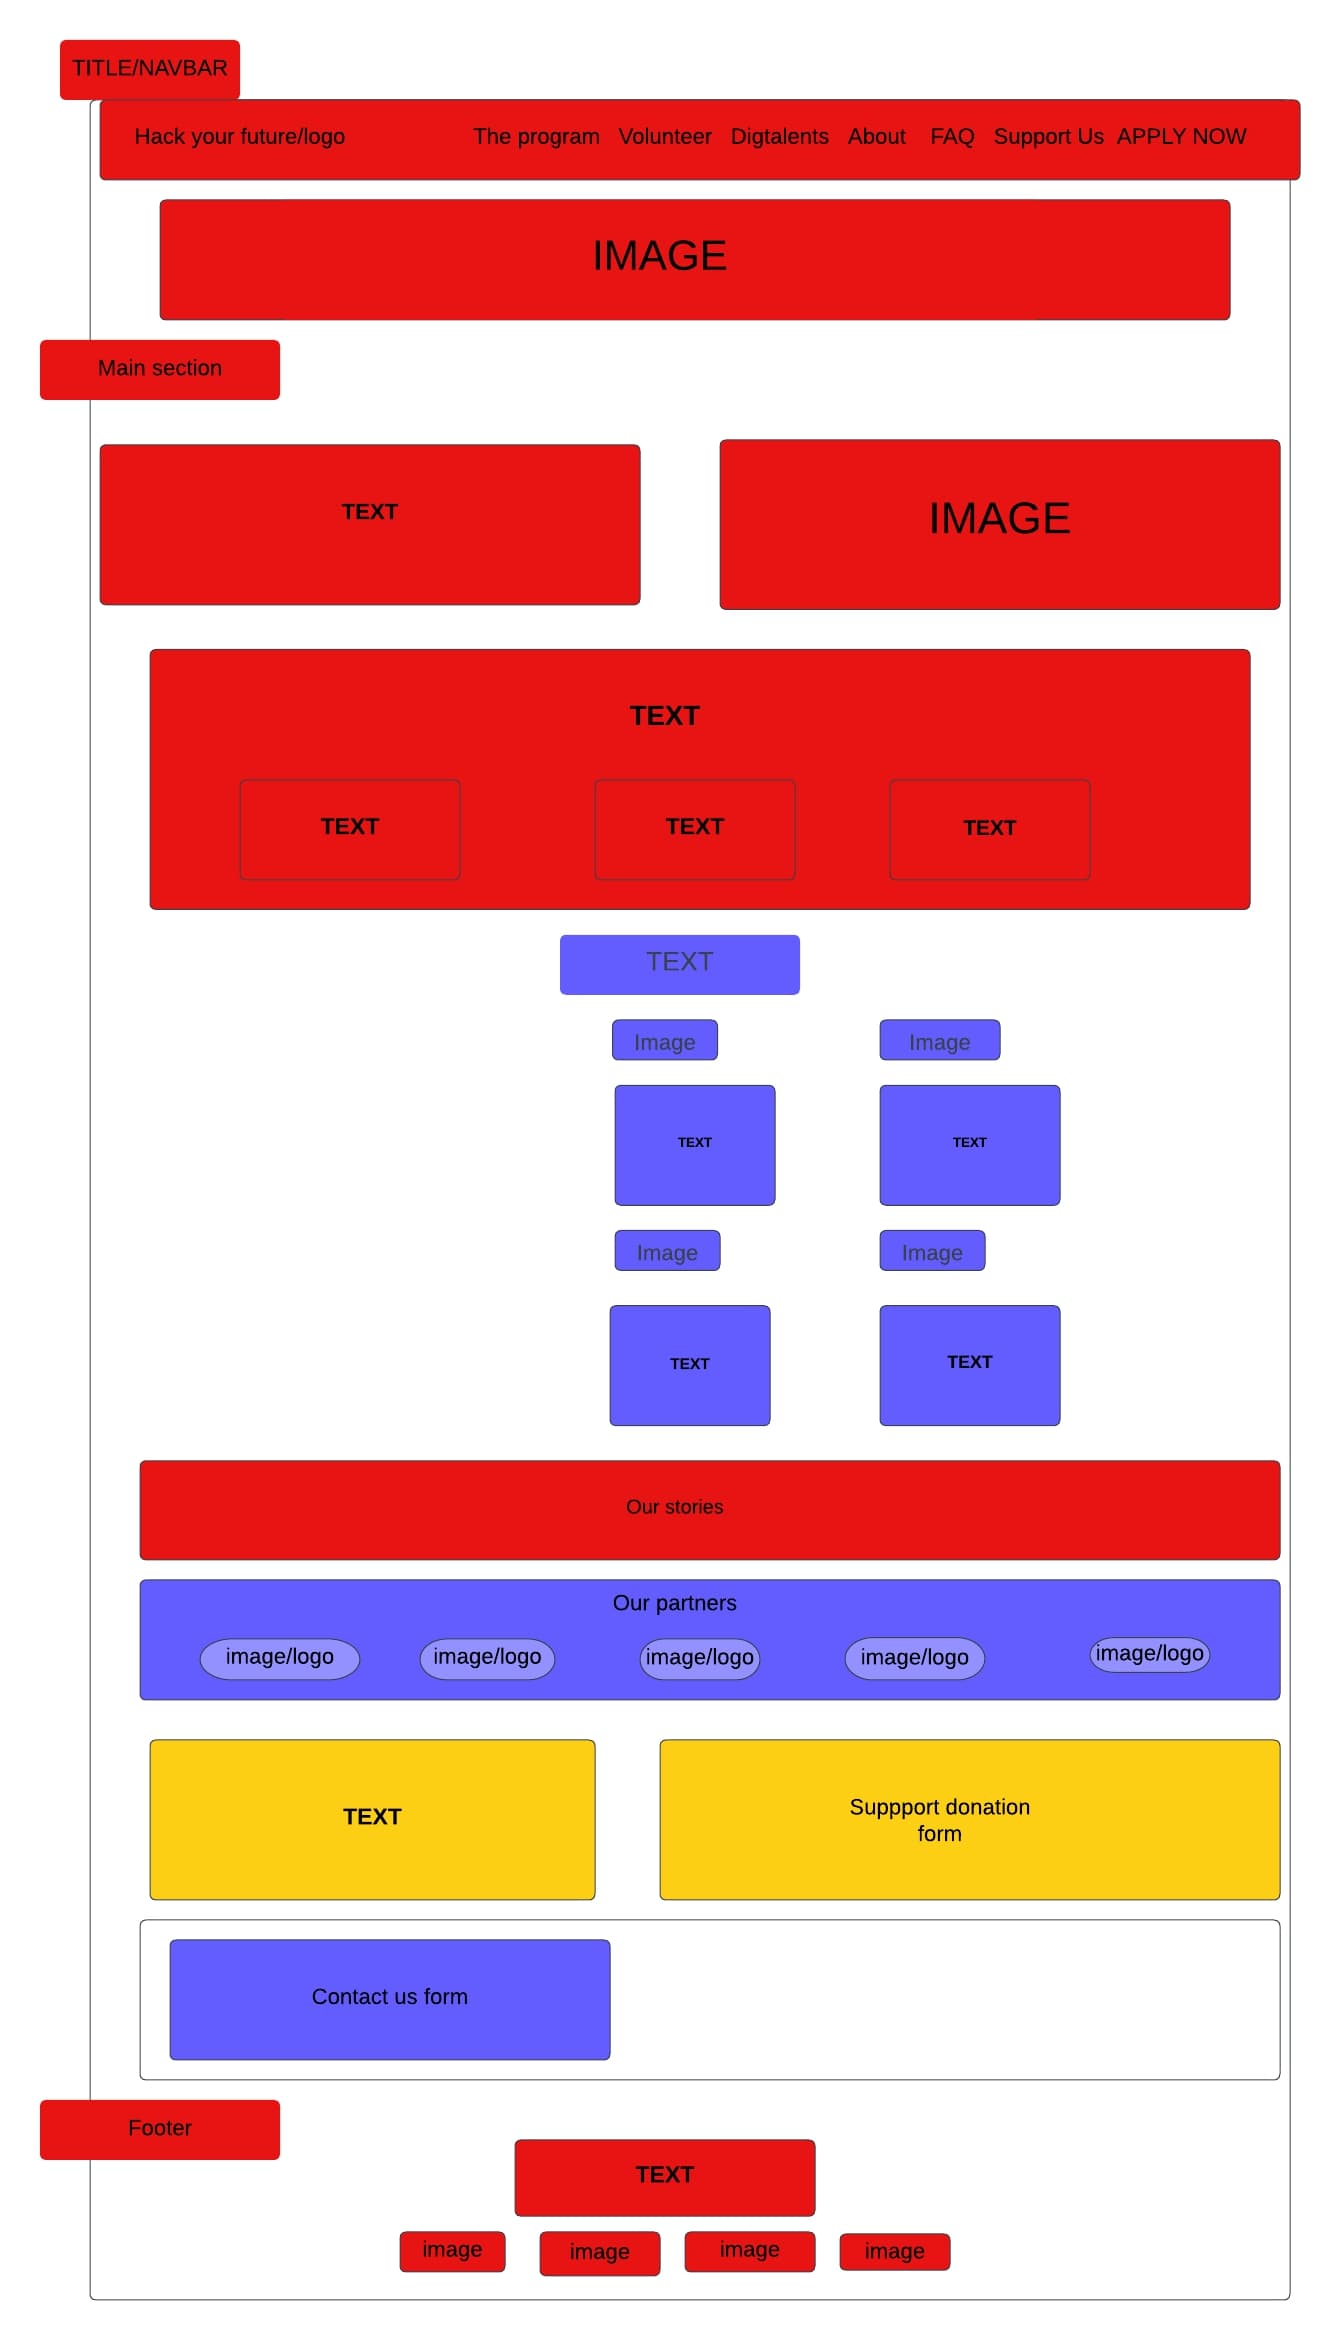 TITLE/NAVBAR
Hack your future/logo The program Volunteer Digtalents About FAQ Support Us APPLY NOW
IMAGE
Main section
TEXT
IMAGE
TEXT
TEXT TEXT TEXT
TEXT
Image Image
TEXT TEXT
Image Image
TEXT TEXT
Our stories
Our partners
image/logo image/logo image/logo image/logo image/logo
TEXT
Suppport donation
form
Contact us form
Footer
TEXT
image image image image